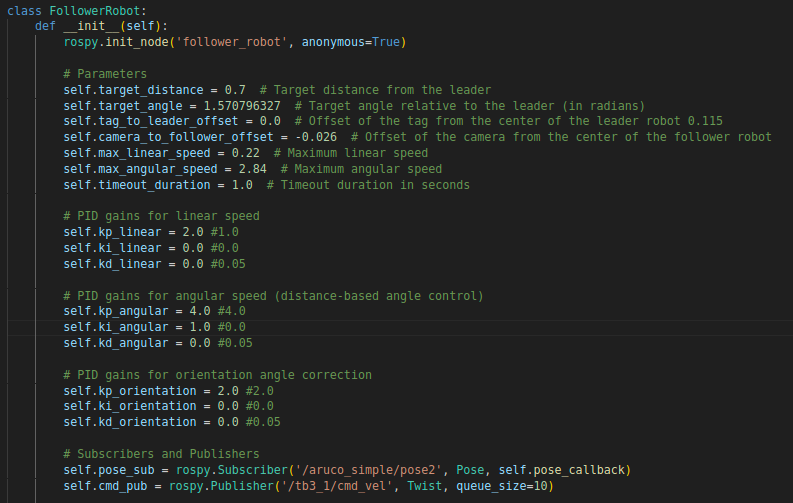 class FollowerRobot:
def __init__(self):
rospy.init_node('follower_robot', anonymous=True)
# Parameters
self.target_distance = 0.7  # Target distance from the leader
self.target_angle = 1.570796327  # Target angle relative to the leader (in radians)
self.tag_to_leader_offset = 0.0  # Offset of the tag from the center of the leader robot 0.115
self.camera_to_follower_offset = -0.026  # Offset of the camera from the center of the follower robot
self.max_linear_speed = 0.22  # Maximum linear speed
self.max_angular_speed = 2.84  # Maximum angular speed
self.timeout_duration = 1.0  # Timeout duration in seconds
# PID gains for linear speed
self.kp_linear = 2.0 #1.0
self.ki_linear = 0.0 #0.0
self.kd_linear = 0.0 #0.05
# PID gains for angular speed (distance-based angle control)
self.kp_angular = 4.0 #4.0
self.ki_angular = 1.0 #0.0
self.kd_angular = 0.0 #0.05
# PID gains for orientation angle correction
self.kp_orientation = 2.0 #2.0
self.ki_orientation = 0.0 #0.0
self.kd_orientation = 0.0 #0.05
# Subscribers and Publishers
self.pose_sub = rospy.Subscriber('/aruco_simple/pose2', Pose, self.pose_callback)
self.cmd_pub = rospy.Publisher('/tb3_1/cmd_vel', Twist, queue_size=10)